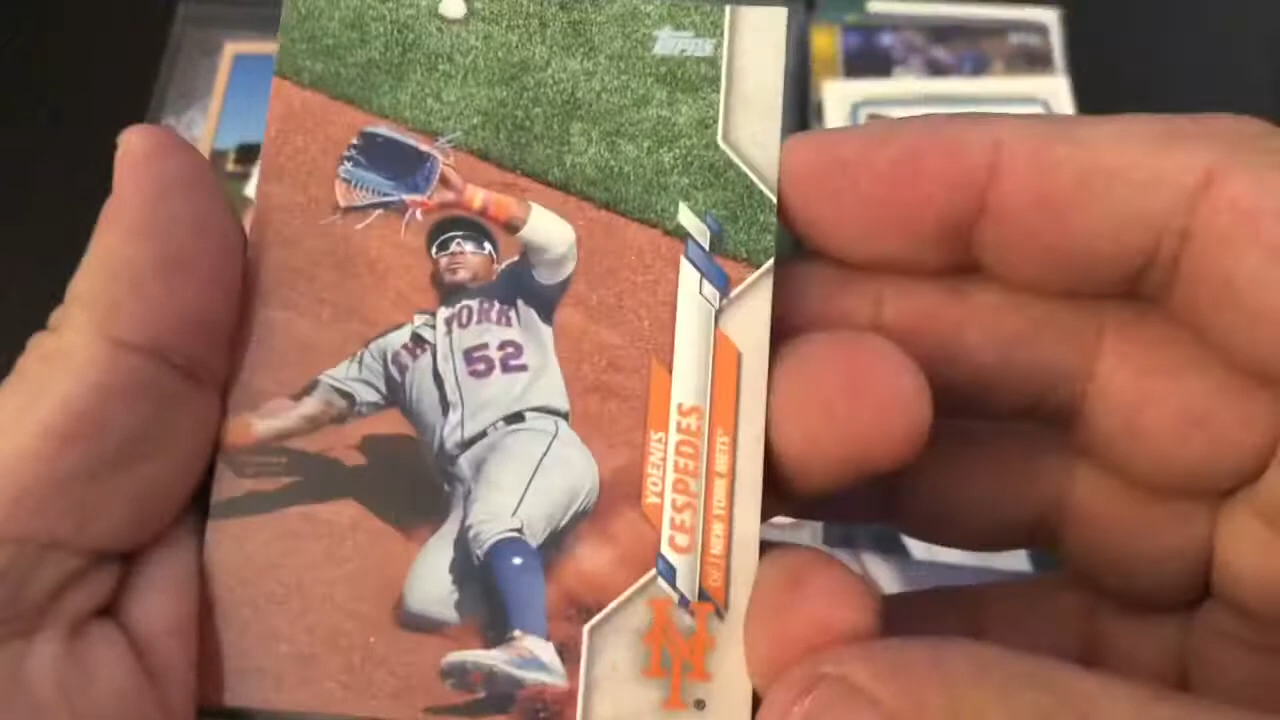 Topps
YORK
52
YOENIS
CESPEDES
OF | NEW YORK METS®
NY